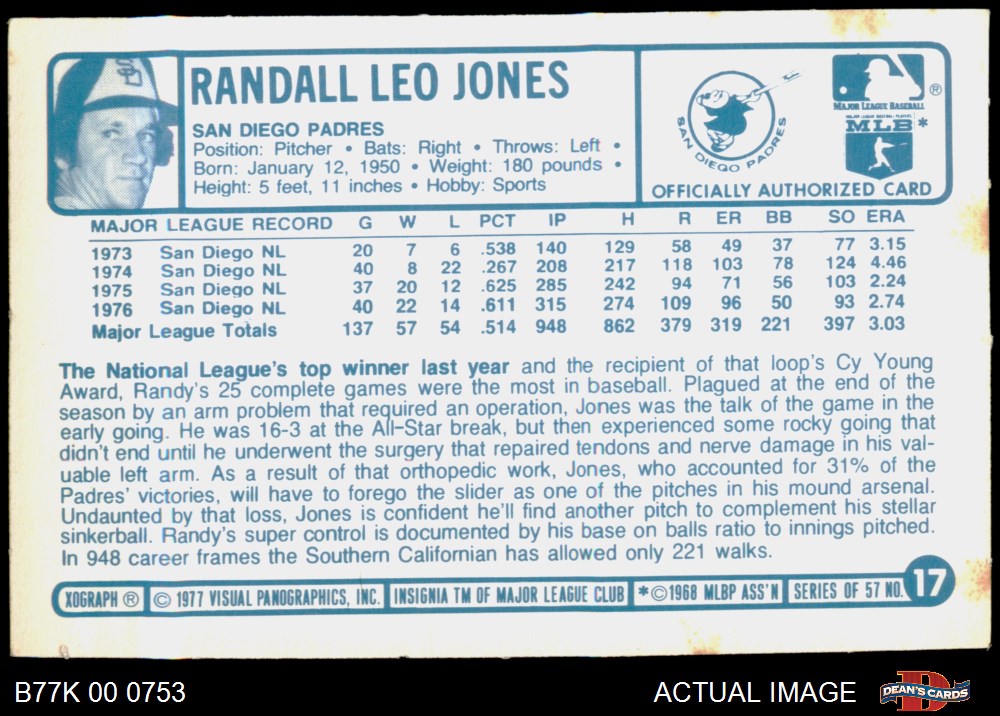 RANDALL LEO JONES
SAN DIEGO PADRES
Position: Pitcher • Bats: Right • Throws: Left •
Born: January 12, 1950 • Weight: 180 pounds •
Height: 5 feet, 11 inches • Hobby: Sports
SAN DIEGO PADRES
®
MAJOR LEAGUE BASEBALL
MLB *
OFFICIALLY AUTHORIZED CARD
MAJOR LEAGUE RECORD G W L PCT IP H R ER BB SO ERA
1973 San Diego NL 20 7 6 .538 140 129 58 49 37 77 3.15
1974 San Diego NL 40 8 22 .267 208 217 118 103 78 124 4.46
1975 San Diego NL 37 20 12 .625 285 242 94 71 56 103 2.24
1976 San Diego NL 40 22 14 .611 315 274 109 96 50 93 2.74
Major League Totals 137 57 54 .514 948 862 379 319 221 397 3.03
The National League's top winner last year and the recipient of that loop's Cy Young
Award, Randy's 25 complete games were the most in baseball. Plagued at the end of the
season by an arm problem that required an operation, Jones was the talk of the game in the
early going. He was 16-3 at the All-Star break, but then experienced some rocky going that
didn't end until he underwent the surgery that repaired tendons and nerve damage in his val-
uable left arm. As a result of that orthopedic work, Jones, who accounted for 31% of the
Padres' victories, will have to forego the slider as one of the pitches in his mound arsenal.
Undaunted by that loss, Jones is confident he'll find another pitch to complement his stellar
sinkerball. Randy's super control is documented by his base on balls ratio to innings pitched.
In 948 career frames the Southern Californian has allowed only 221 walks.
XOGRAPH ® © 1977 VISUAL PANOGRAPHICS, INC. INSIGNIA TM OF MAJOR LEAGUE CLUB *©1968 MLBP ASS'N SERIES OF 57 NO. 17
B77K 00 0753
ACTUAL IMAGE
DEAN'S CARDS